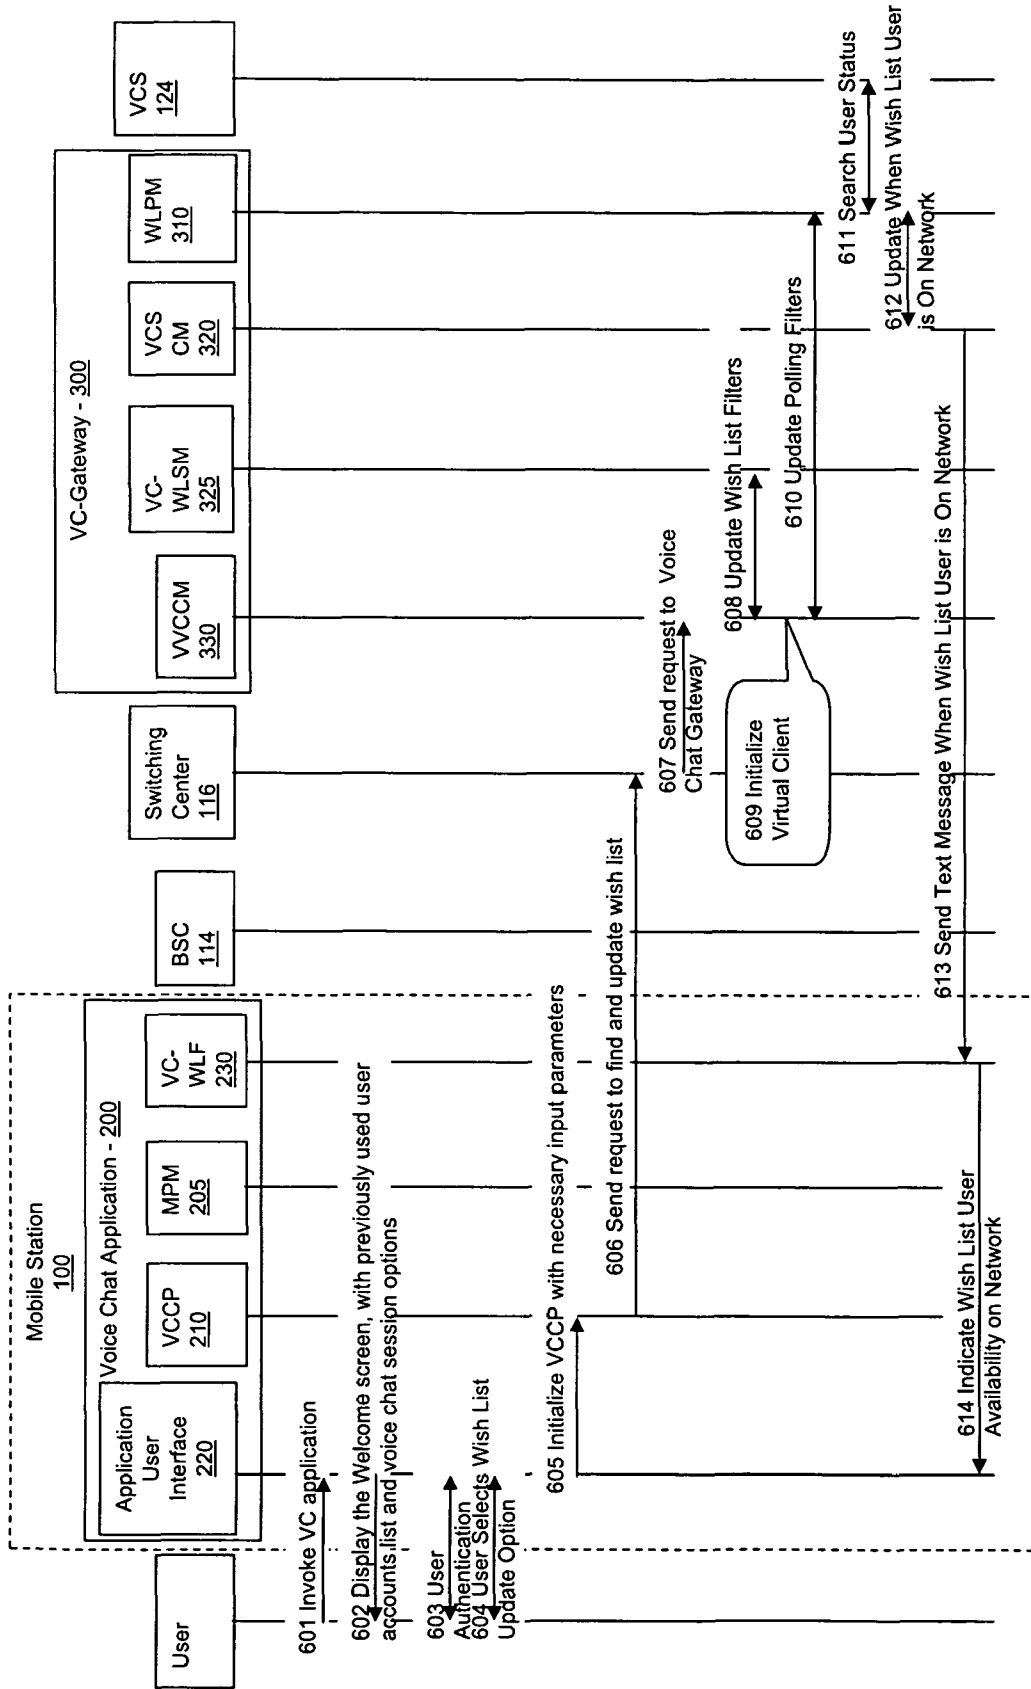 Mobile Station
100
Voice Chat Application - 200
VC-Gateway - 300
User
Application
User
Interface
220
VCCP
210
MPM
205
VC-
WLF
230
BSC
114
Switching
Center
116
VVCCM
330
VC-
WLSM
325
VCS
CM
320
WLPM
310
VCS
124
601 Invoke VC application
602 Display the Welcome screen, with previously used user
accounts list and voice chat session options
603 User
Authentication
604 User Selects Wish List
Update Option
605 Initialize VCCP with necessary input parameters
606 Send request to find and update wish list
607 Send request to Voice
Chat Gateway
608 Update Wish List Filters
609 Initialize
Virtual Client
610 Update Polling Filters
611 Search User Status
612 Update When Wish List User
is On Network
613 Send Text Message When Wish List User is On Network
614 Indicate Wish List User
Availability on Network